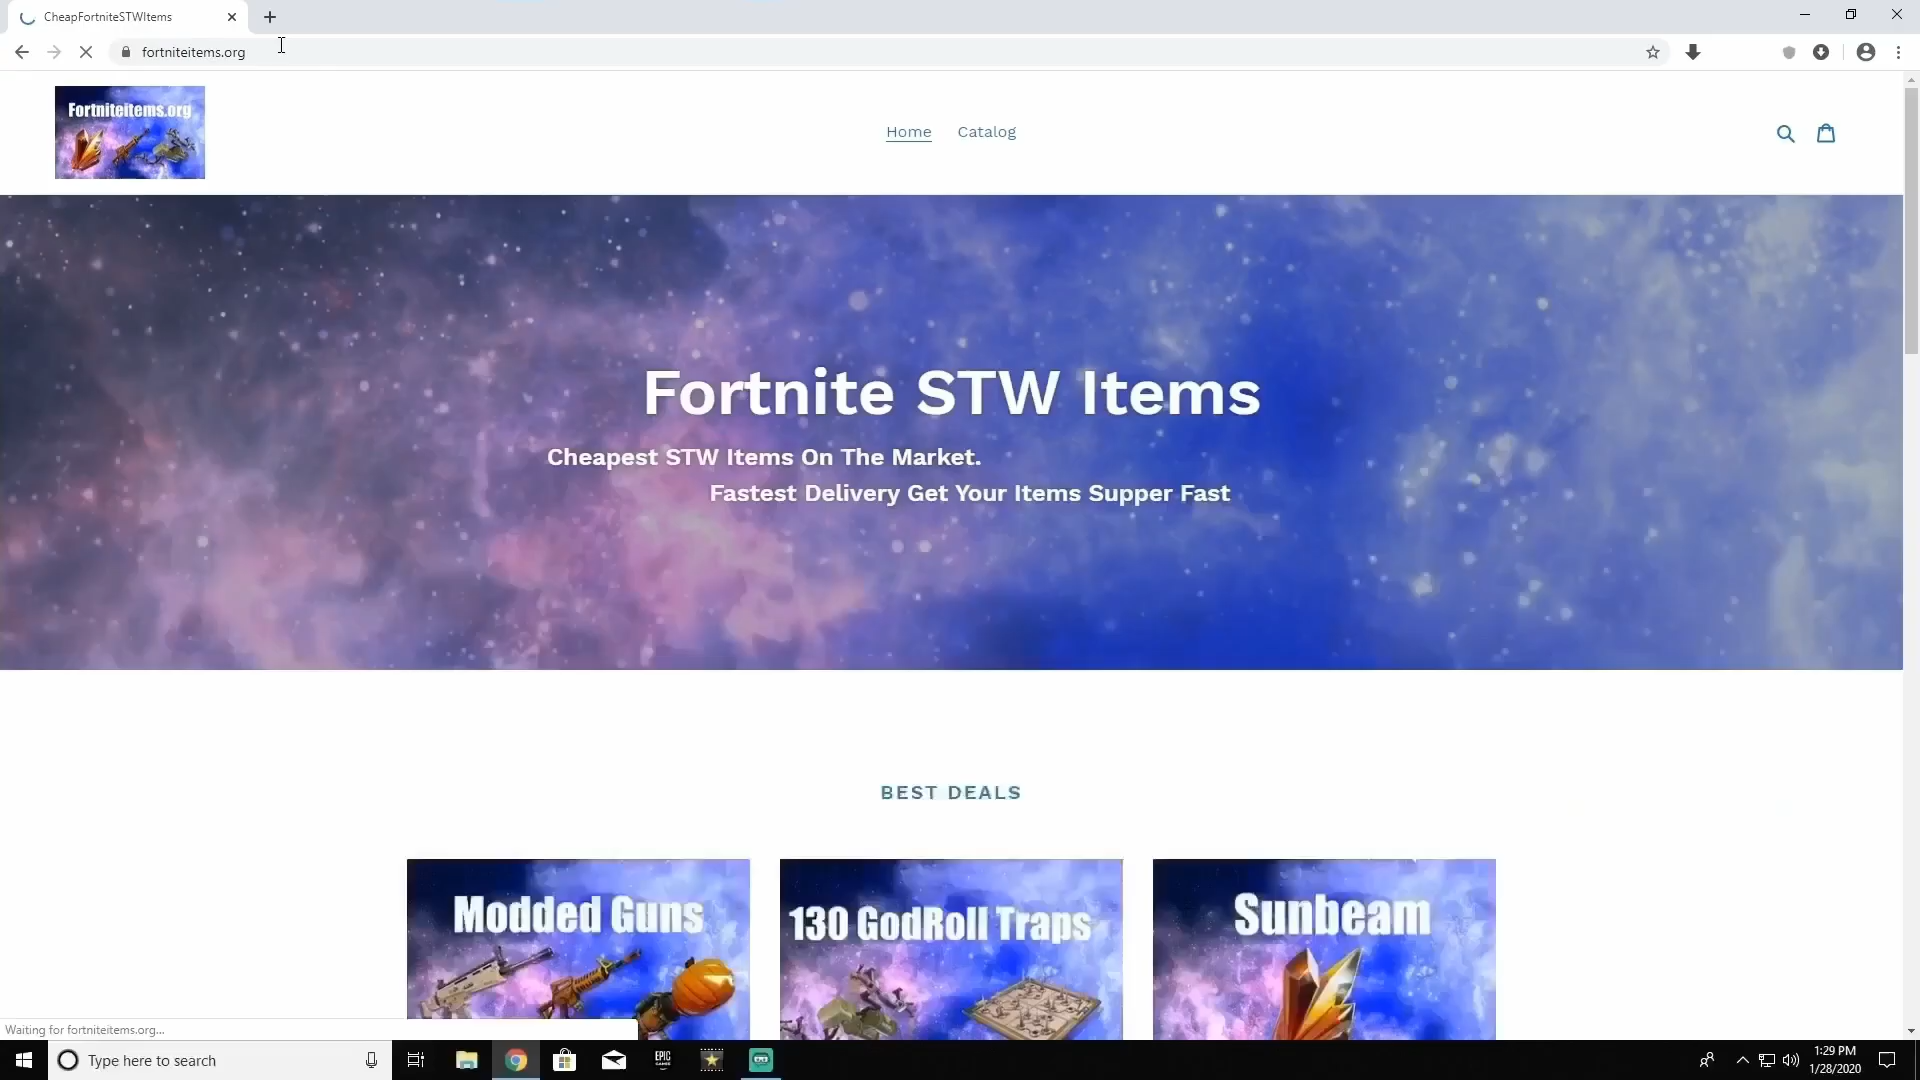 CheapFortniteSTWItems
fortniteitems.org
Fortniteitems.org
Home
Catalog
Fortnite STW Items
Cheapest STW Items On The Market.
Fastest Delivery Get Your Items Supper Fast
BEST DEALS
Modded Guns
130 GodRoll Traps
Sunbeam
Waiting for fortniteitems.org...
Type here to search
EPIC
GAMES
1:29 PM
1/28/2020